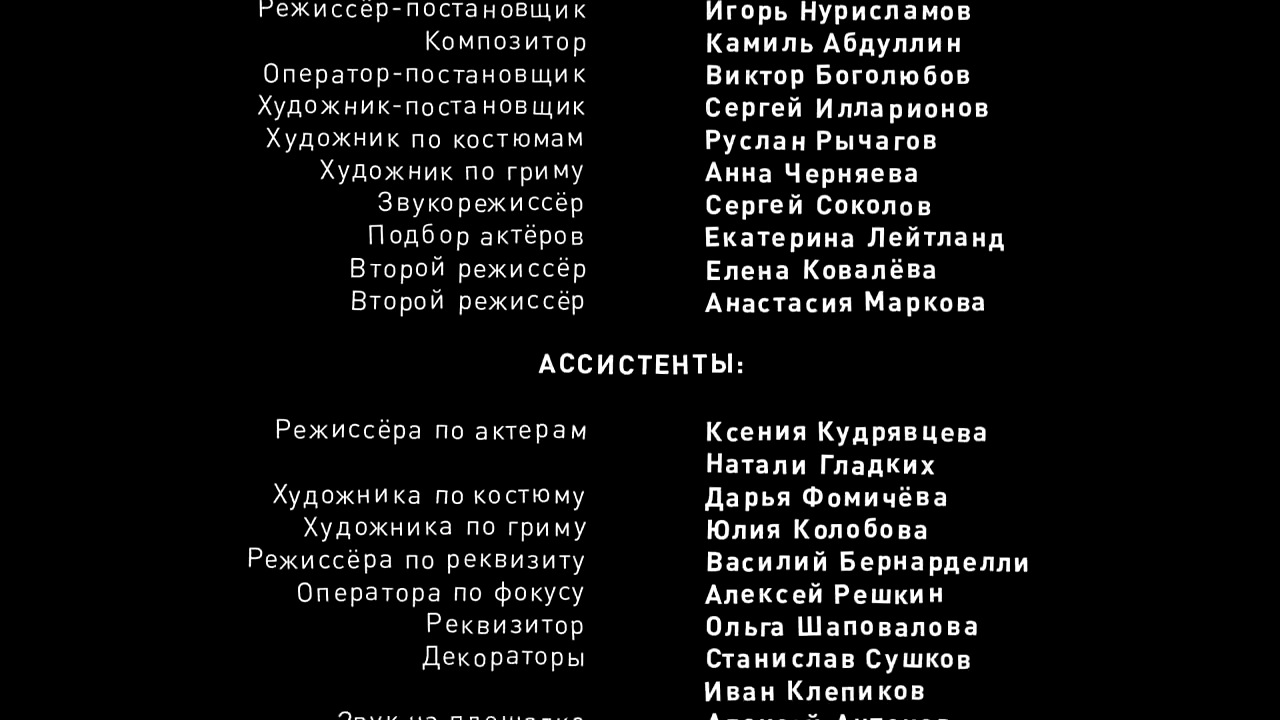 Режиссёр-постановщик Игорь Нурисламов
Композитор Камиль Абдуллин
Оператор-постановщик Виктор Боголюбов
Художник-постановщик Сергей Илларионов
Художник по костюмам Руслан Рычагов
Художник по гриму Анна Черняева
Звукорежиссёр Сергей Соколов
Подбор актёров Екатерина Лейтланд
Второй режиссёр Елена Ковалёва
Второй режиссёр Анастасия Маркова
АССИСТЕНТЫ:
Режиссёра по актерам Ксения Кудрявцева
Натали Гладких
Художника по костюму Дарья Фомичёва
Художника по гриму Юлия Колобова
Режиссёра по реквизиту Василий Бернарделли
Оператора по фокусу Алексей Решкин
Реквизитор Ольга Шаповалова
Декораторы Станислав Сушков
Иван Клепиков
Звук на площадке Алексей